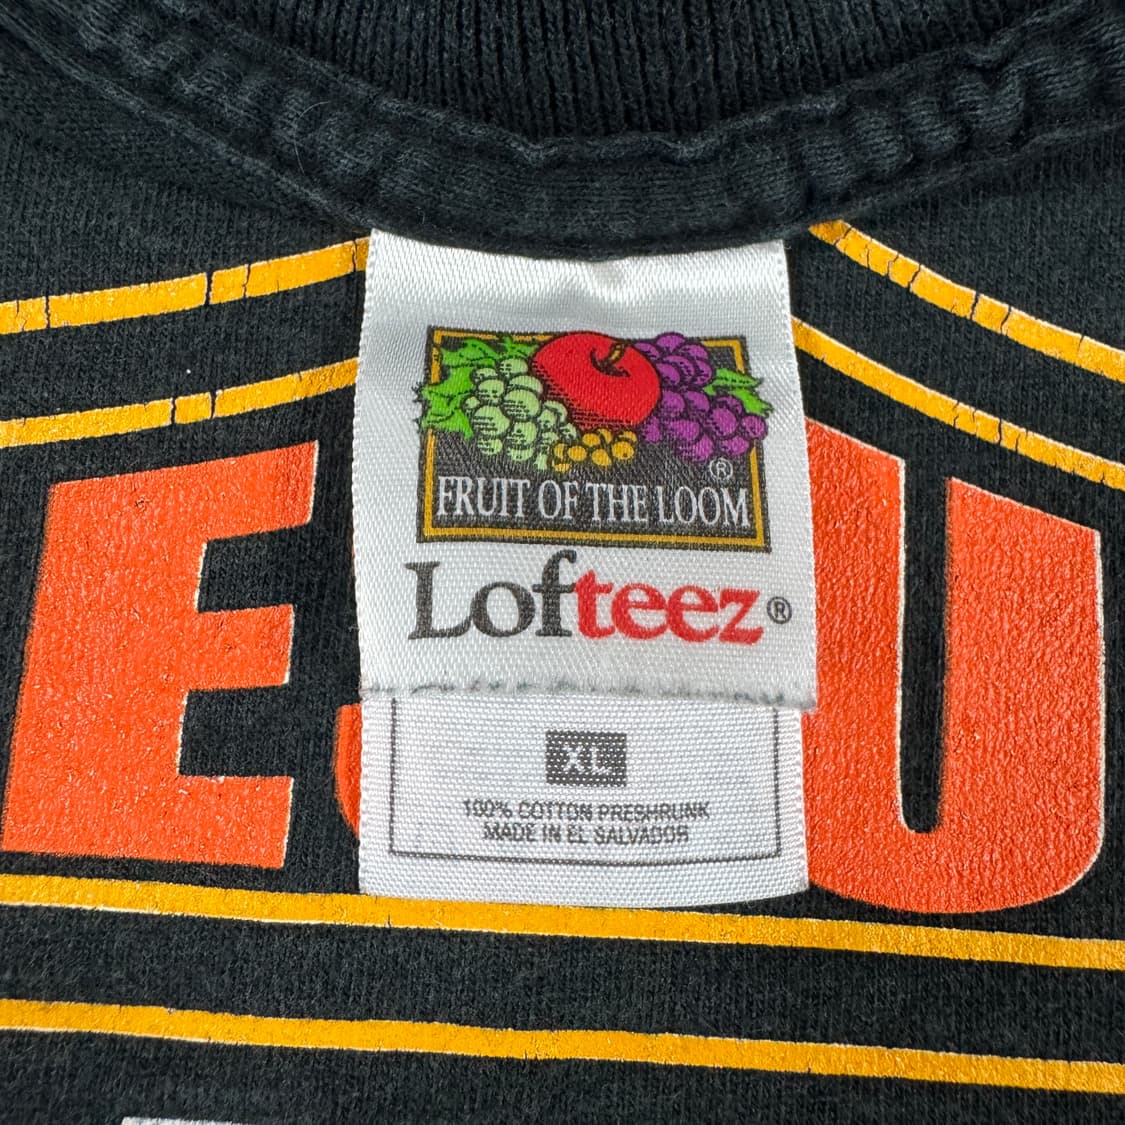 FRUIT OF THE LOOM®
Lofteez®
E U
XL
100% COTTON PRESHRUNK
MADE IN EL SALVADOR